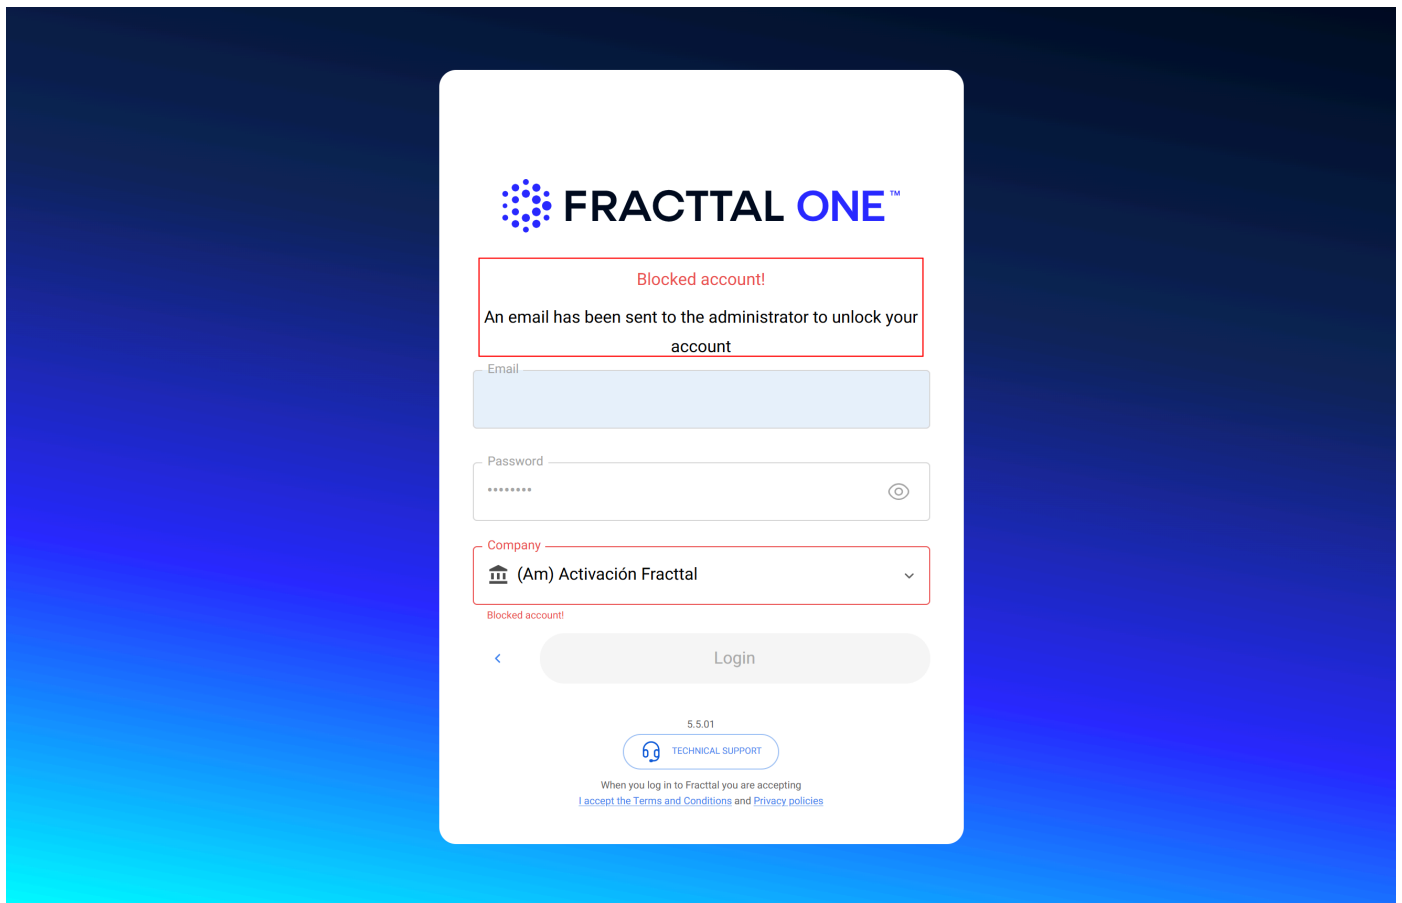 FRACTTAL ONE™
Blocked account!
An email has been sent to the administrator to unlock your
account
Email
Password
••••••••
Company
(Am) Activación Fracttal
Blocked account!
Login
5.5.01
TECHNICAL SUPPORT
When you log in to Fracttal you are accepting
I accept the Terms and Conditions and Privacy policies